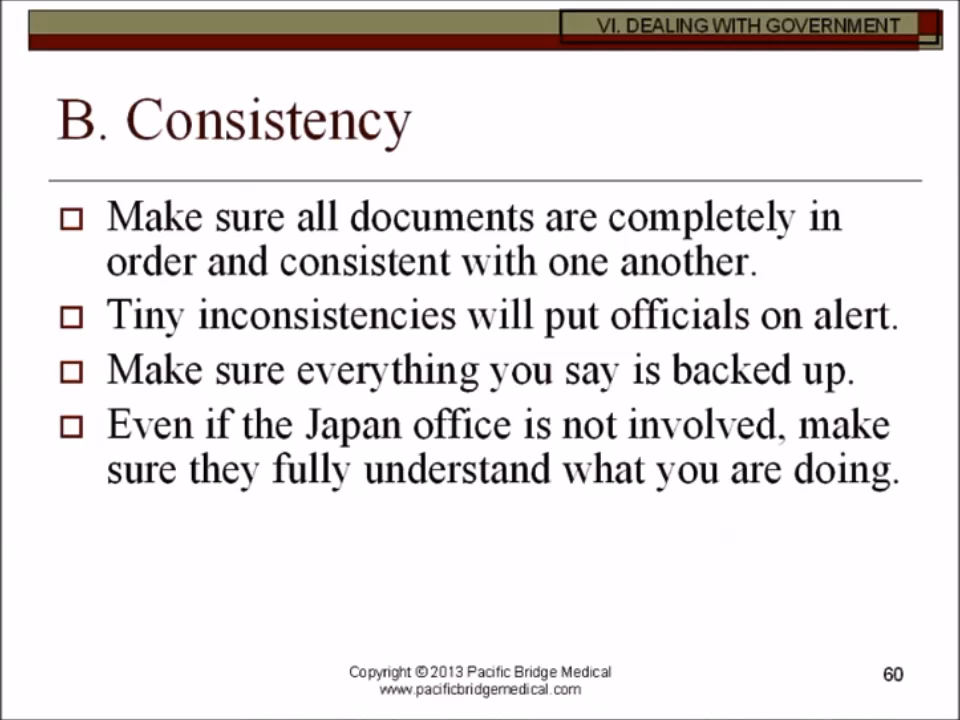 VI. DEALING WITH GOVERNMENT
B. Consistency
Make sure all documents are completely in
order and consistent with one another.
Tiny inconsistencies will put officials on alert.
Make sure everything you say is backed up.
Even if the Japan office is not involved, make
sure they fully understand what you are doing.
Copyright © 2013 Pacific Bridge Medical
www.pacificbridgemedical.com
60